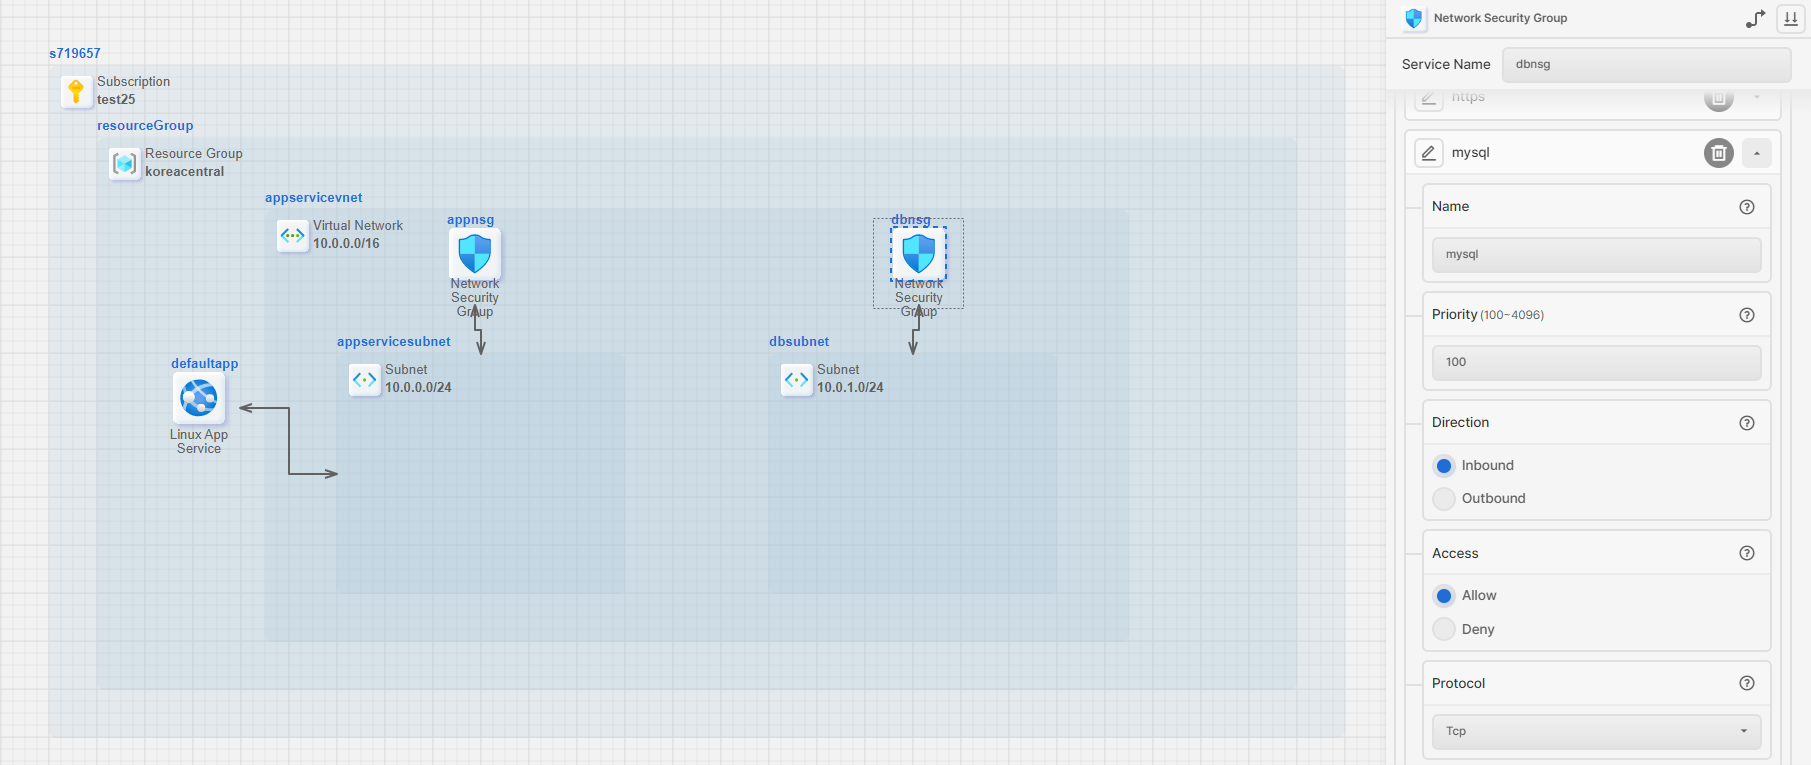 s719657
Subscription
test25
resourceGroup
Resource Group
koreacentral
appservicevnet
Virtual Network
10.0.0.0/16
appnsg
Network
Security
Group
dbnsg
Network
Security
Group
appservicesubnet
Subnet
10.0.0.0/24
dbsubnet
Subnet
10.0.1.0/24
defaultapp
Linux App
Service
Network Security Group
Service Name
dbnsg
https
mysql
Name
mysql
Priority (100~4096)
100
Direction
Inbound
Outbound
Access
Allow
Deny
Protocol
Tcp